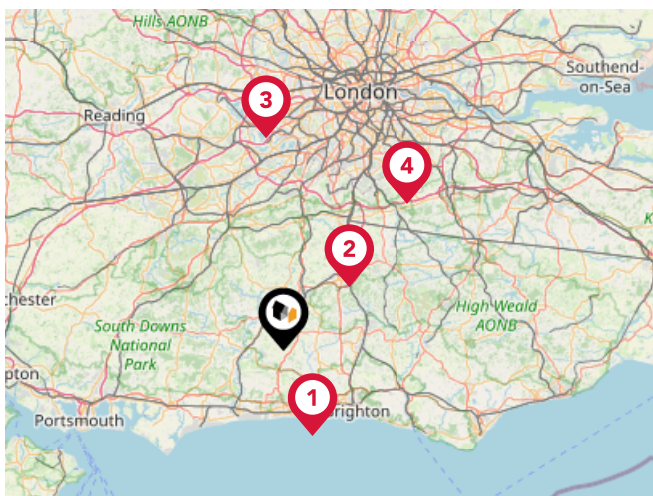 Hills AONB
Southend-
on-Sea
London
3
Reading
4
2
chester
High Weald
AONB
South Downs
National
Park
1
righton
Portsmouth
pton
K